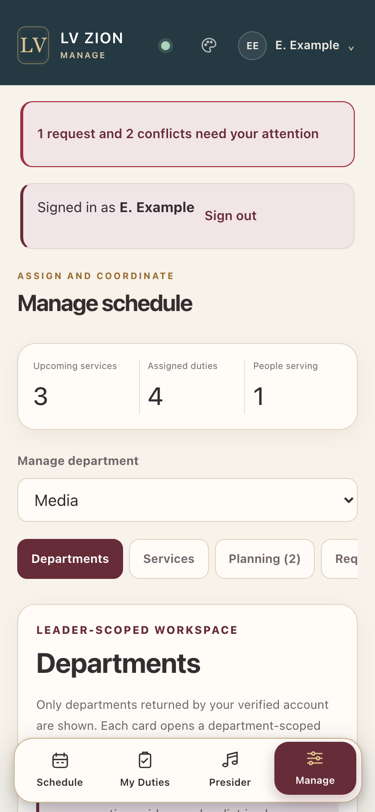 LV
LV ZION
MANAGE
EE
E. Example
1 request and 2 conflicts need your attention
Signed in as E. Example
Sign out
ASSIGN AND COORDINATE
Manage schedule
Upcoming services
Assigned duties
People serving
3
4
1
Manage department
Media
Departments
Services
Planning (2)
Req
LEADER-SCOPED WORKSPACE
Departments
Only departments returned by your verified account
are shown. Each card opens a department-scoped
Schedule
My Duties
Presider
Manage